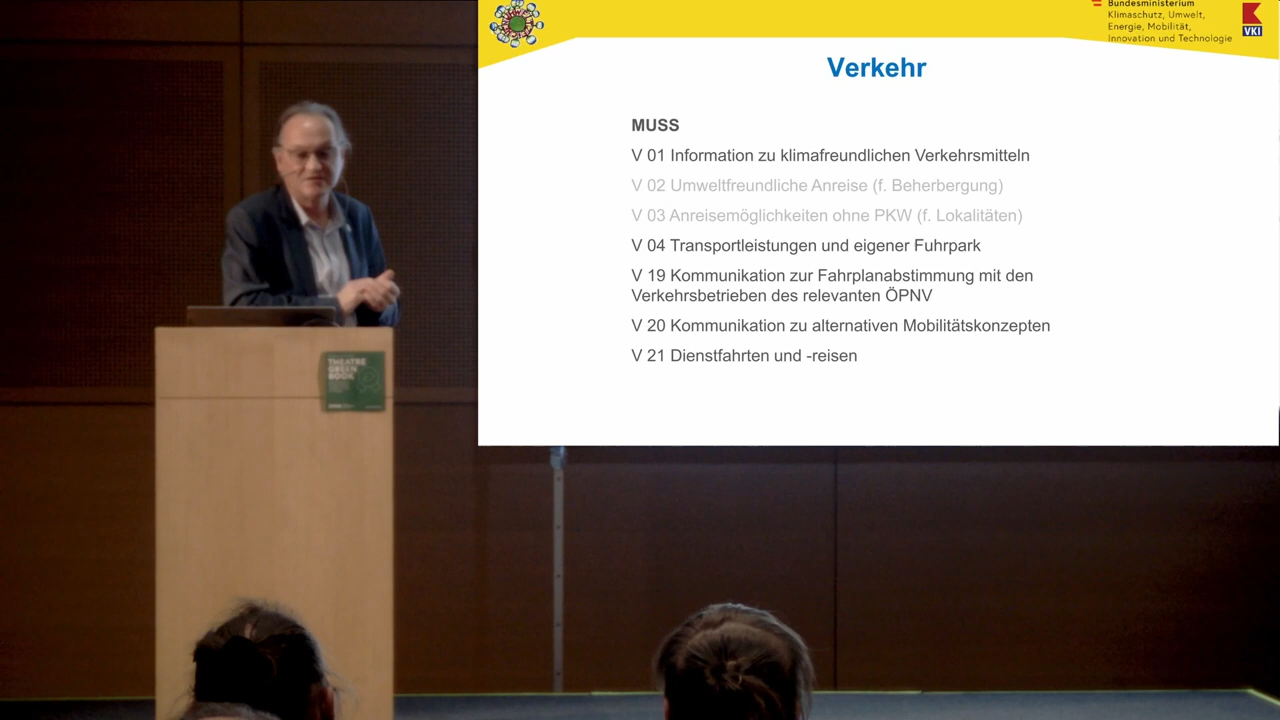 Bundesministerium
Klimaschutz, Umwelt,
Energie, Mobilität,
Innovation und Technologie
VKI
Verkehr
MUSS
V 01 Information zu klimafreundlichen Verkehrsmitteln
V 02 Umweltfreundliche Anreise (f. Beherbergung)
V 03 Anreisemöglichkeiten ohne PKW (f. Lokalitäten)
V 04 Transportleistungen und eigener Fuhrpark
V 19 Kommunikation zur Fahrplanabstimmung mit den
Verkehrsbetrieben des relevanten ÖPNV
V 20 Kommunikation zu alternativen Mobilitätskonzepten
V 21 Dienstfahrten und -reisen
THEATRE
GREEN
BOOK